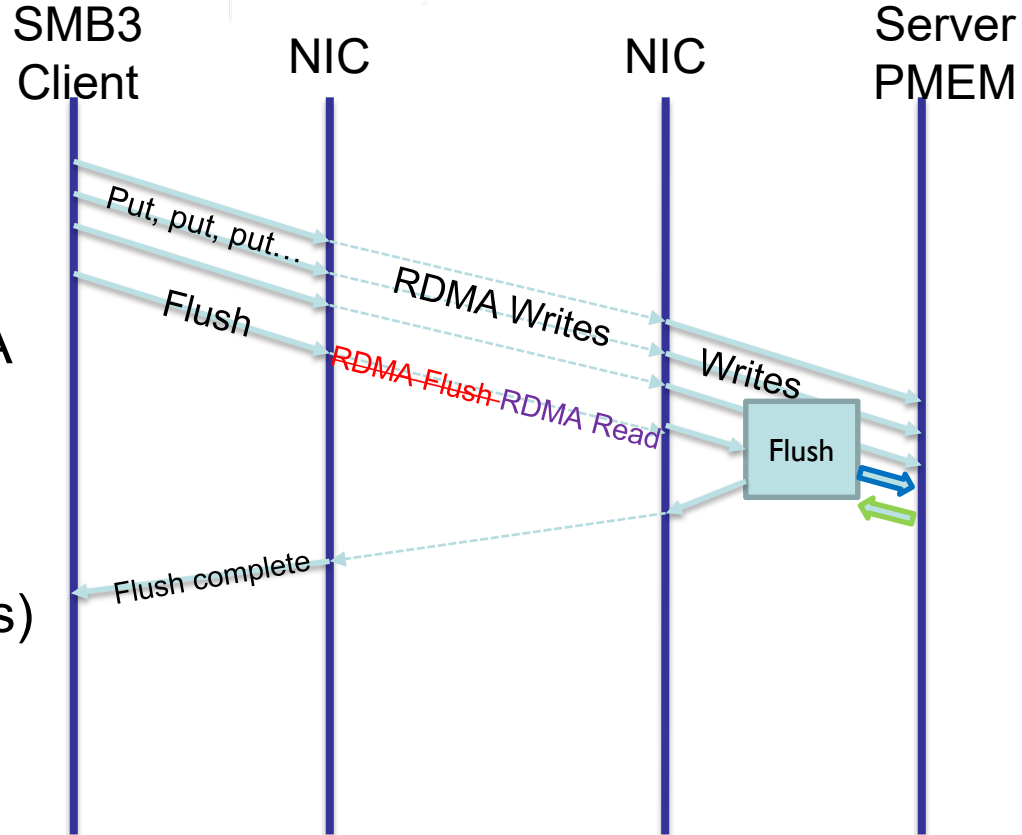 SMB3
Client
NIC
NIC
Server
PMEM
Put, put, put…
RDMA Writes
Flush
A
RDMA Flush RDMA Read
Writes
Flush
Flush complete
s)